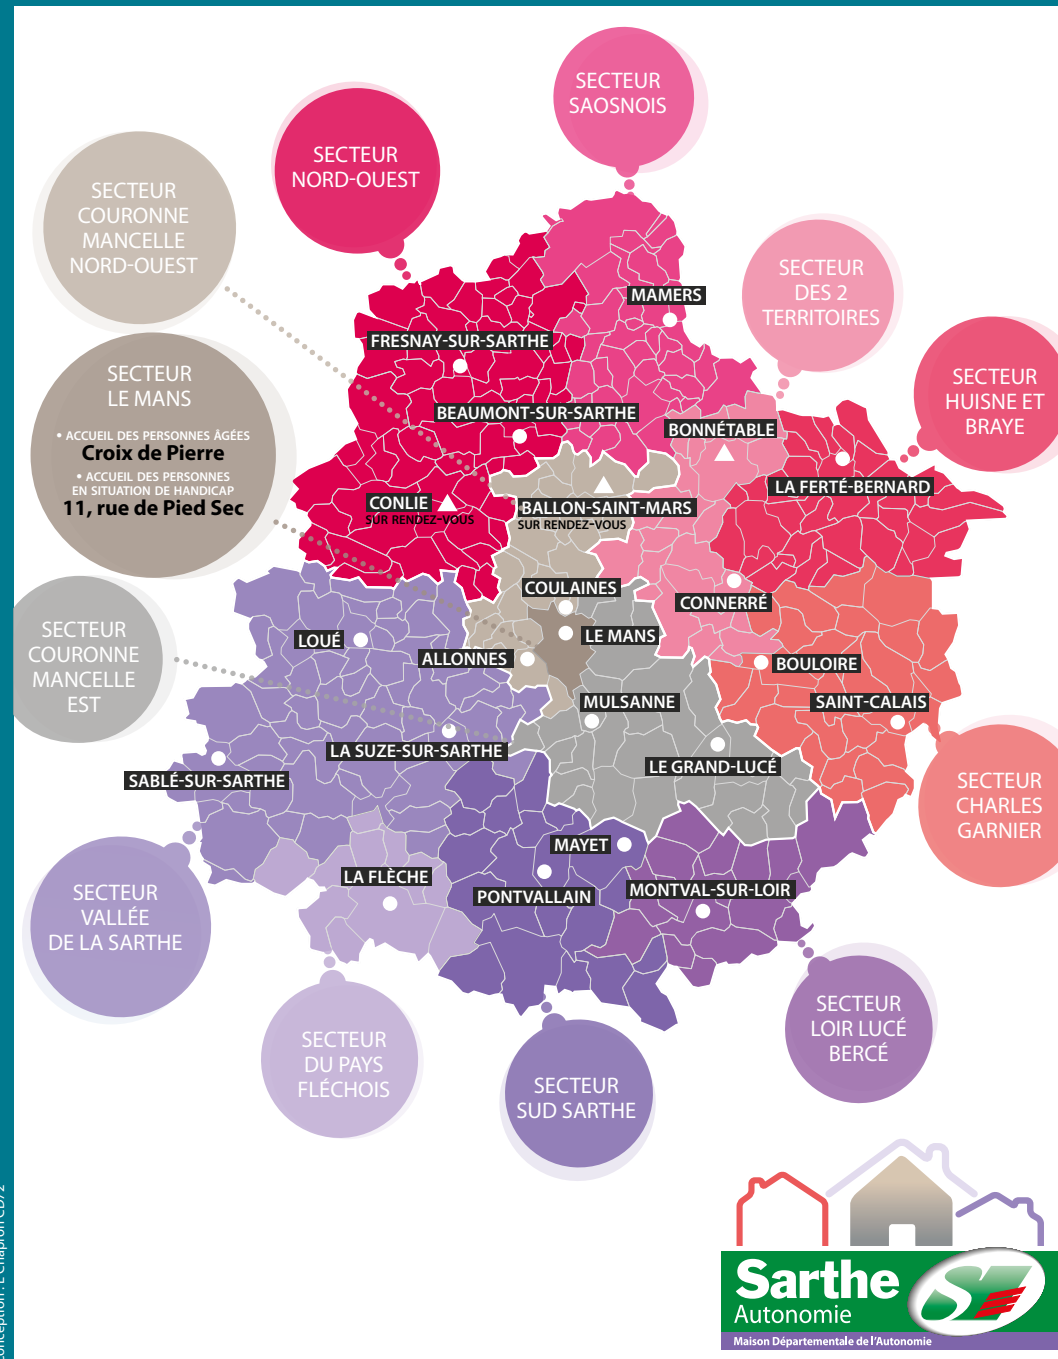 SECTEUR
SAOSNOIS
SECTEUR
NORD-OUEST
SECTEUR
COURONNE
MANCELLE
NORD-OUEST
SECTEUR
DES 2
TERRITOIRES
MAMERS
FRESNAY-SUR-SARTHE
SECTEUR
LE MANS
• ACCUEIL DES PERSONNES ÂGÉES
Croix de Pierre
• ACCUEIL DES PERSONNES
EN SITUATION DE HANDICAP
11, rue de Pied Sec
SECTEUR
HUISNE ET
BRAYE
BEAUMONT-SUR-SARTHE
BONNÉTABLE
LA FERTÉ-BERNARD
CONLIE
SUR RENDEZ-VOUS
BALLON-SAINT-MARS
SUR RENDEZ-VOUS
COULAINES
CONNERRÉ
SECTEUR
COURONNE
MANCELLE
EST
LOUÉ
LE MANS
ALLONNES
BOULOIRE
MULSANNE
SAINT-CALAIS
LA SUZE-SUR-SARTHE
LE GRAND-LUCÉ
SABLÉ-SUR-SARTHE
SECTEUR
CHARLES
GARNIER
MAYET
LA FLÈCHE
PONTVALLAIN
MONTVAL-SUR-LOIR
SECTEUR
VALLÉE
DE LA SARTHE
SECTEUR
LOIR LUCÉ
BERCÉ
SECTEUR
DU PAYS
FLÉCHOIS
SECTEUR
SUD SARTHE
Sarthe
Autonomie
Maison Départementale de l'Autonomie